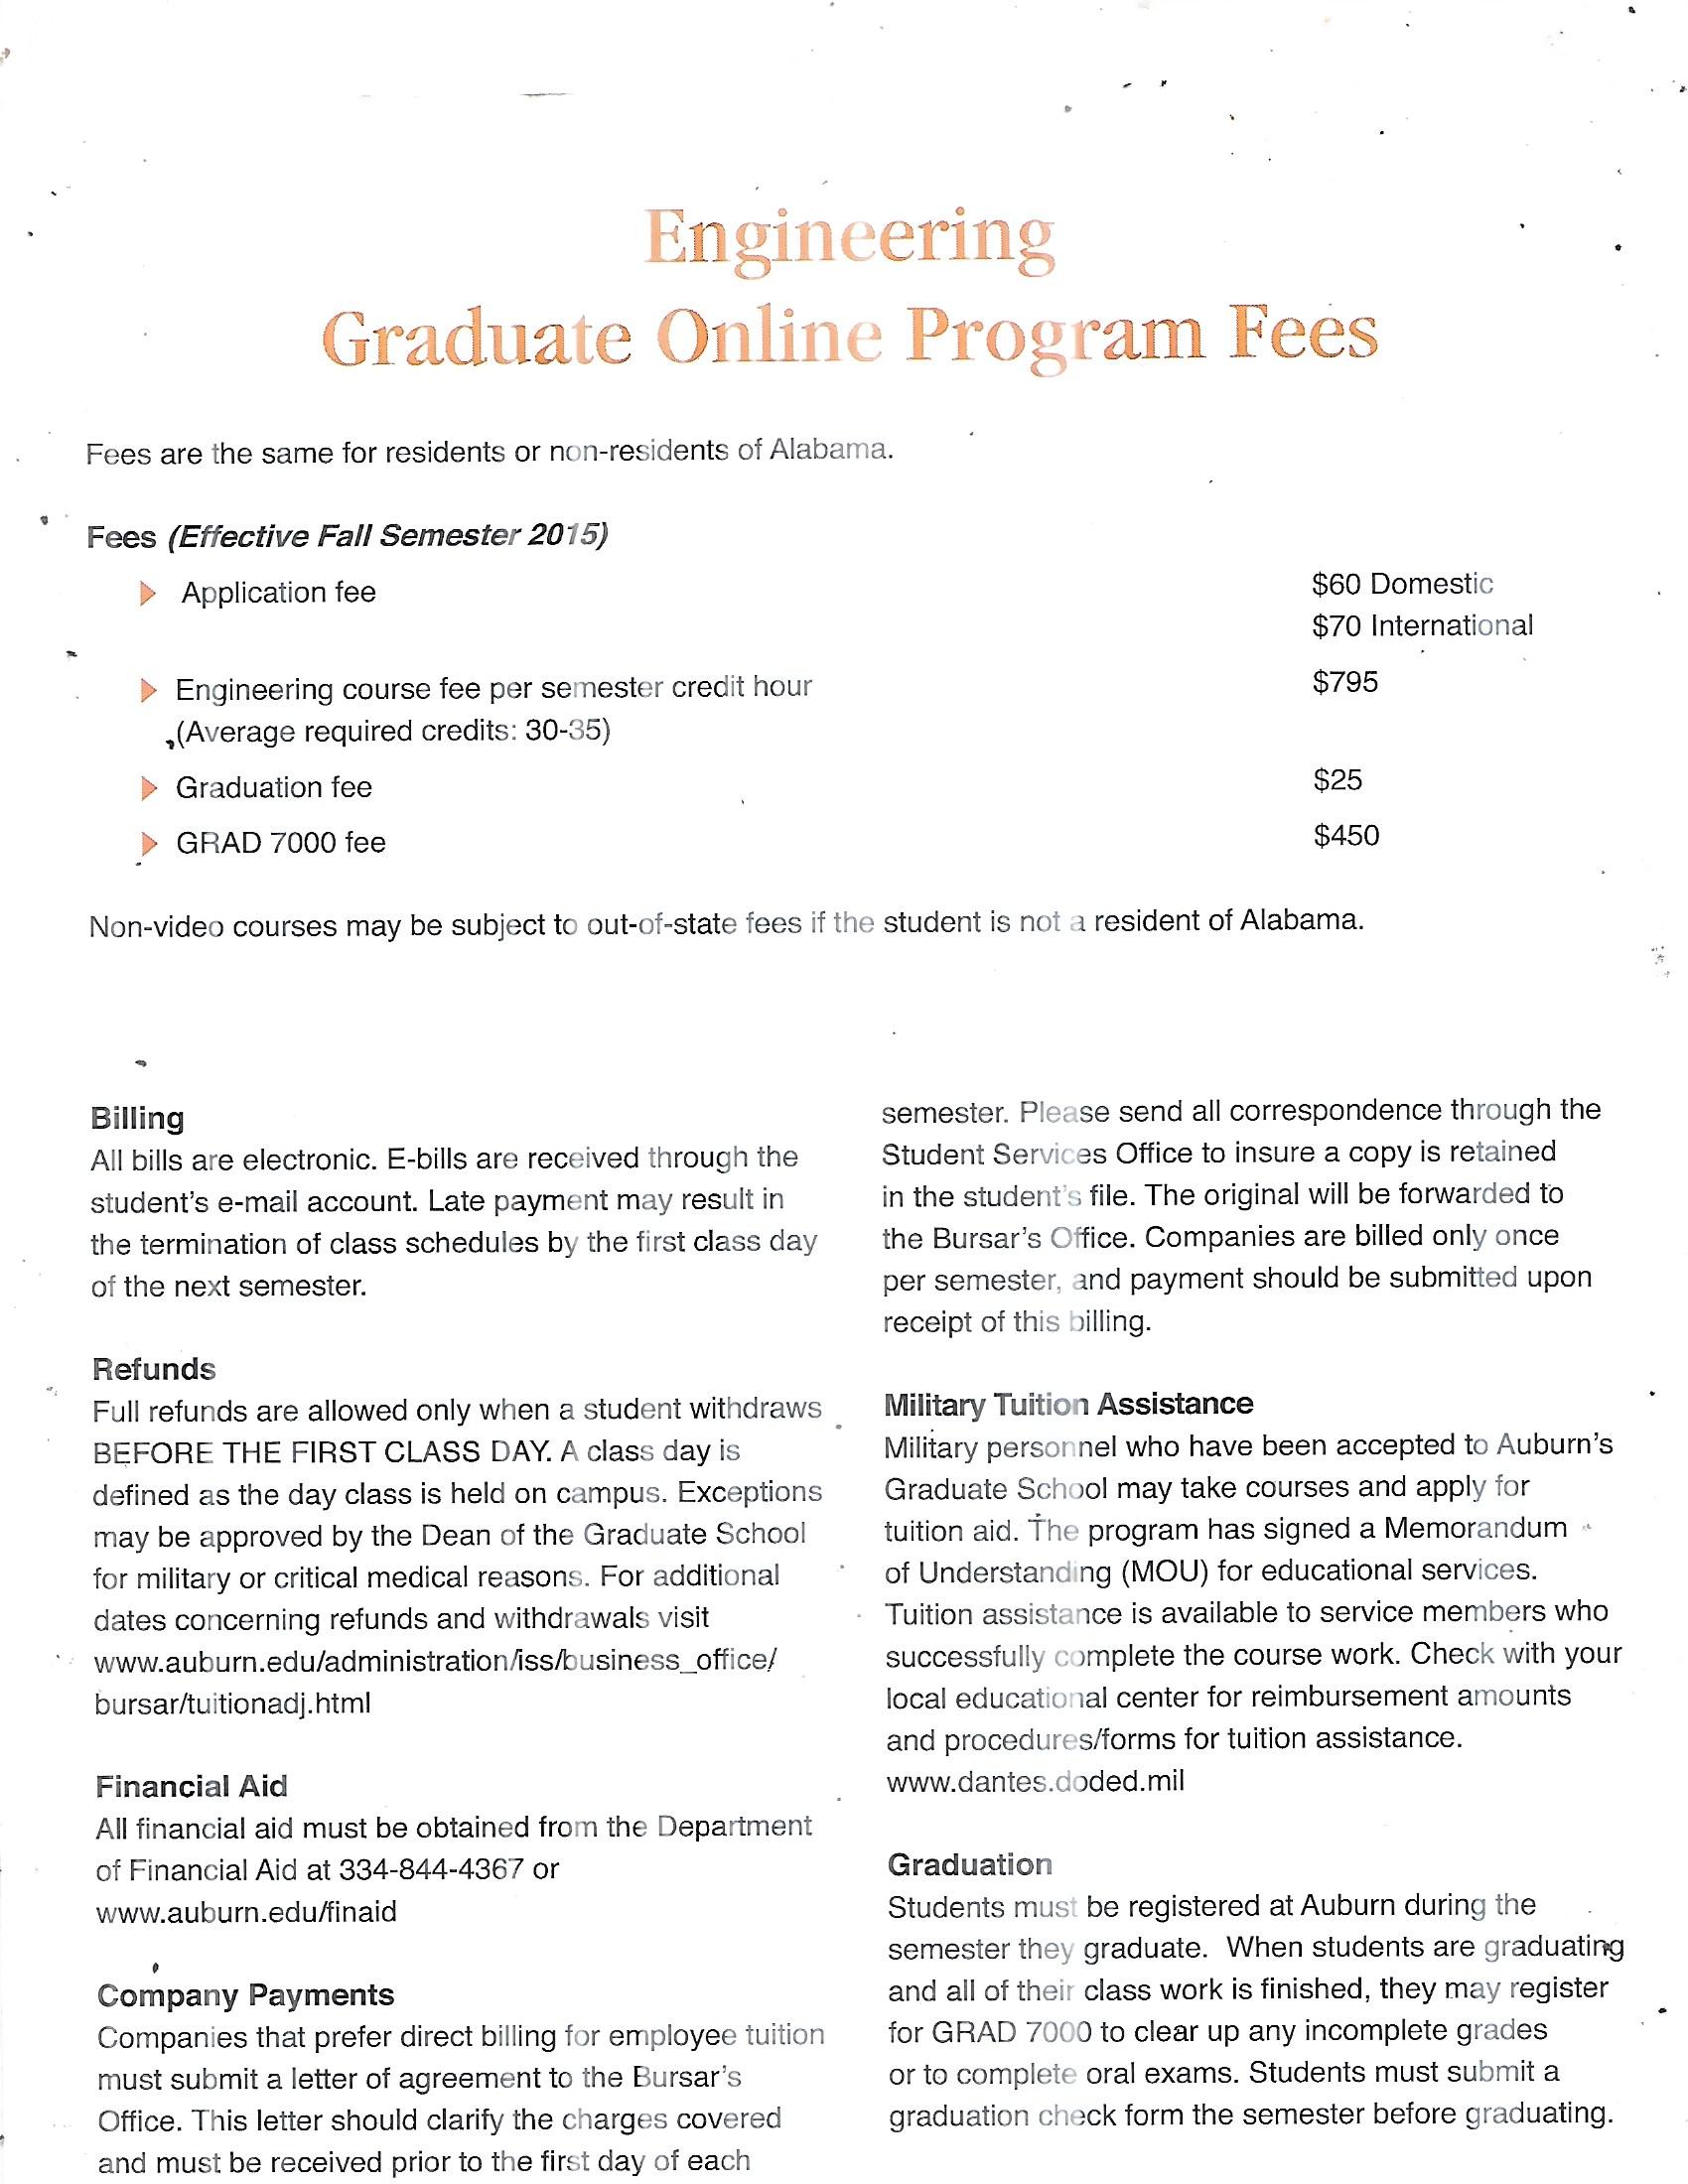 Engineering
Graduate Online Program Fees
Fees are the same for residents or non-residents of Alabama.
Fees (Effective Fall Semester 2015)
Application fee
$60 Domestic
$70 International
Engineering course fee per semester credit hour
$795
(Average required credits: 30-35)
Graduation fee
$25
GRAD 7000 fee
$450
Non-video courses may be subject to out-of-state fees if the student is not a resident of Alabama.
Billing
All bills are electronic. E-bills are received through the
student's e-mail account. Late payment may result in
the termination of class schedules by the first class day
of the next semester.
Refunds
Full refunds are allowed only when a student withdraws
BEFORE THE FIRST CLASS DAY. A class day is
defined as the day class is held on campus. Exceptions
may be approved by the Dean of the Graduate School
for military or critical medical reasons. For additional
dates concerning refunds and withdrawals visit
www.auburn.edu/administration/iss/business_office/
bursar/tuitionadj.html
Financial Aid
All financial aid must be obtained from the Department
of Financial Aid at 334-844-4367 or
www.auburn.edu/finaid
Company Payments
Companies that prefer direct billing for employee tuition
must submit a letter of agreement to the Bursar's
Office. This letter should clarify the charges covered
and must be received prior to the first day of each
semester. Please send all correspondence through the
Student Services Office to insure a copy is retained
in the student's file. The original will be forwarded to
the Bursar's Office. Companies are billed only once
per semester, and payment should be submitted upon
receipt of this billing.
Military Tuition Assistance
Military personnel who have been accepted to Auburn's
Graduate School may take courses and apply for
tuition aid. The program has signed a Memorandum
of Understanding (MOU) for educational services.
Tuition assistance is available to service members who
successfully complete the course work. Check with your
local educational center for reimbursement amounts
and procedures/forms for tuition assistance.
www.dantes.doded.mil
Graduation
Students must be registered at Auburn during the
semester they graduate.  When students are graduating
and all of their class work is finished, they may register
for GRAD 7000 to clear up any incomplete grades
or to complete oral exams. Students must submit a
graduation check form the semester before graduating.